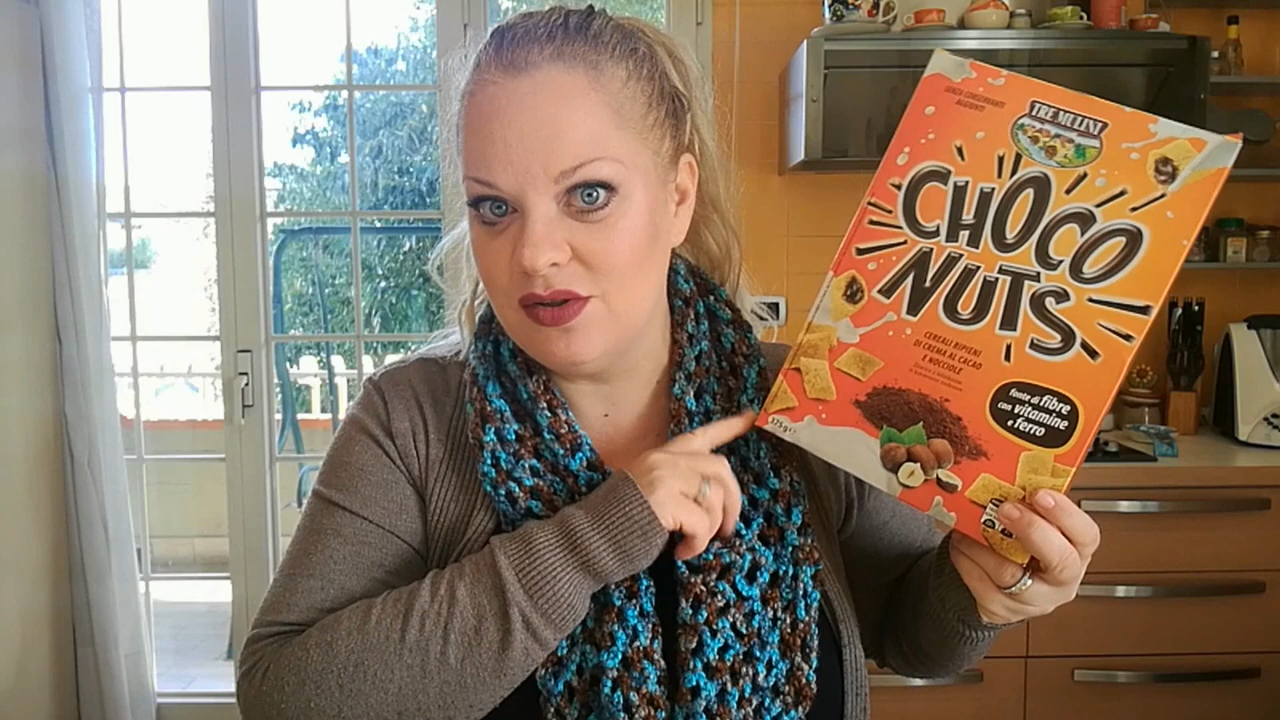 SENZA CONSERVANTI
AGGIUNTI
TRE MULINI
CHOCO
NUTS
CEREALI RIPIENI
DI CREMA AL CACAO
E NOCCIOLE
fonte di fibre
con vitamine
e ferro
375g e